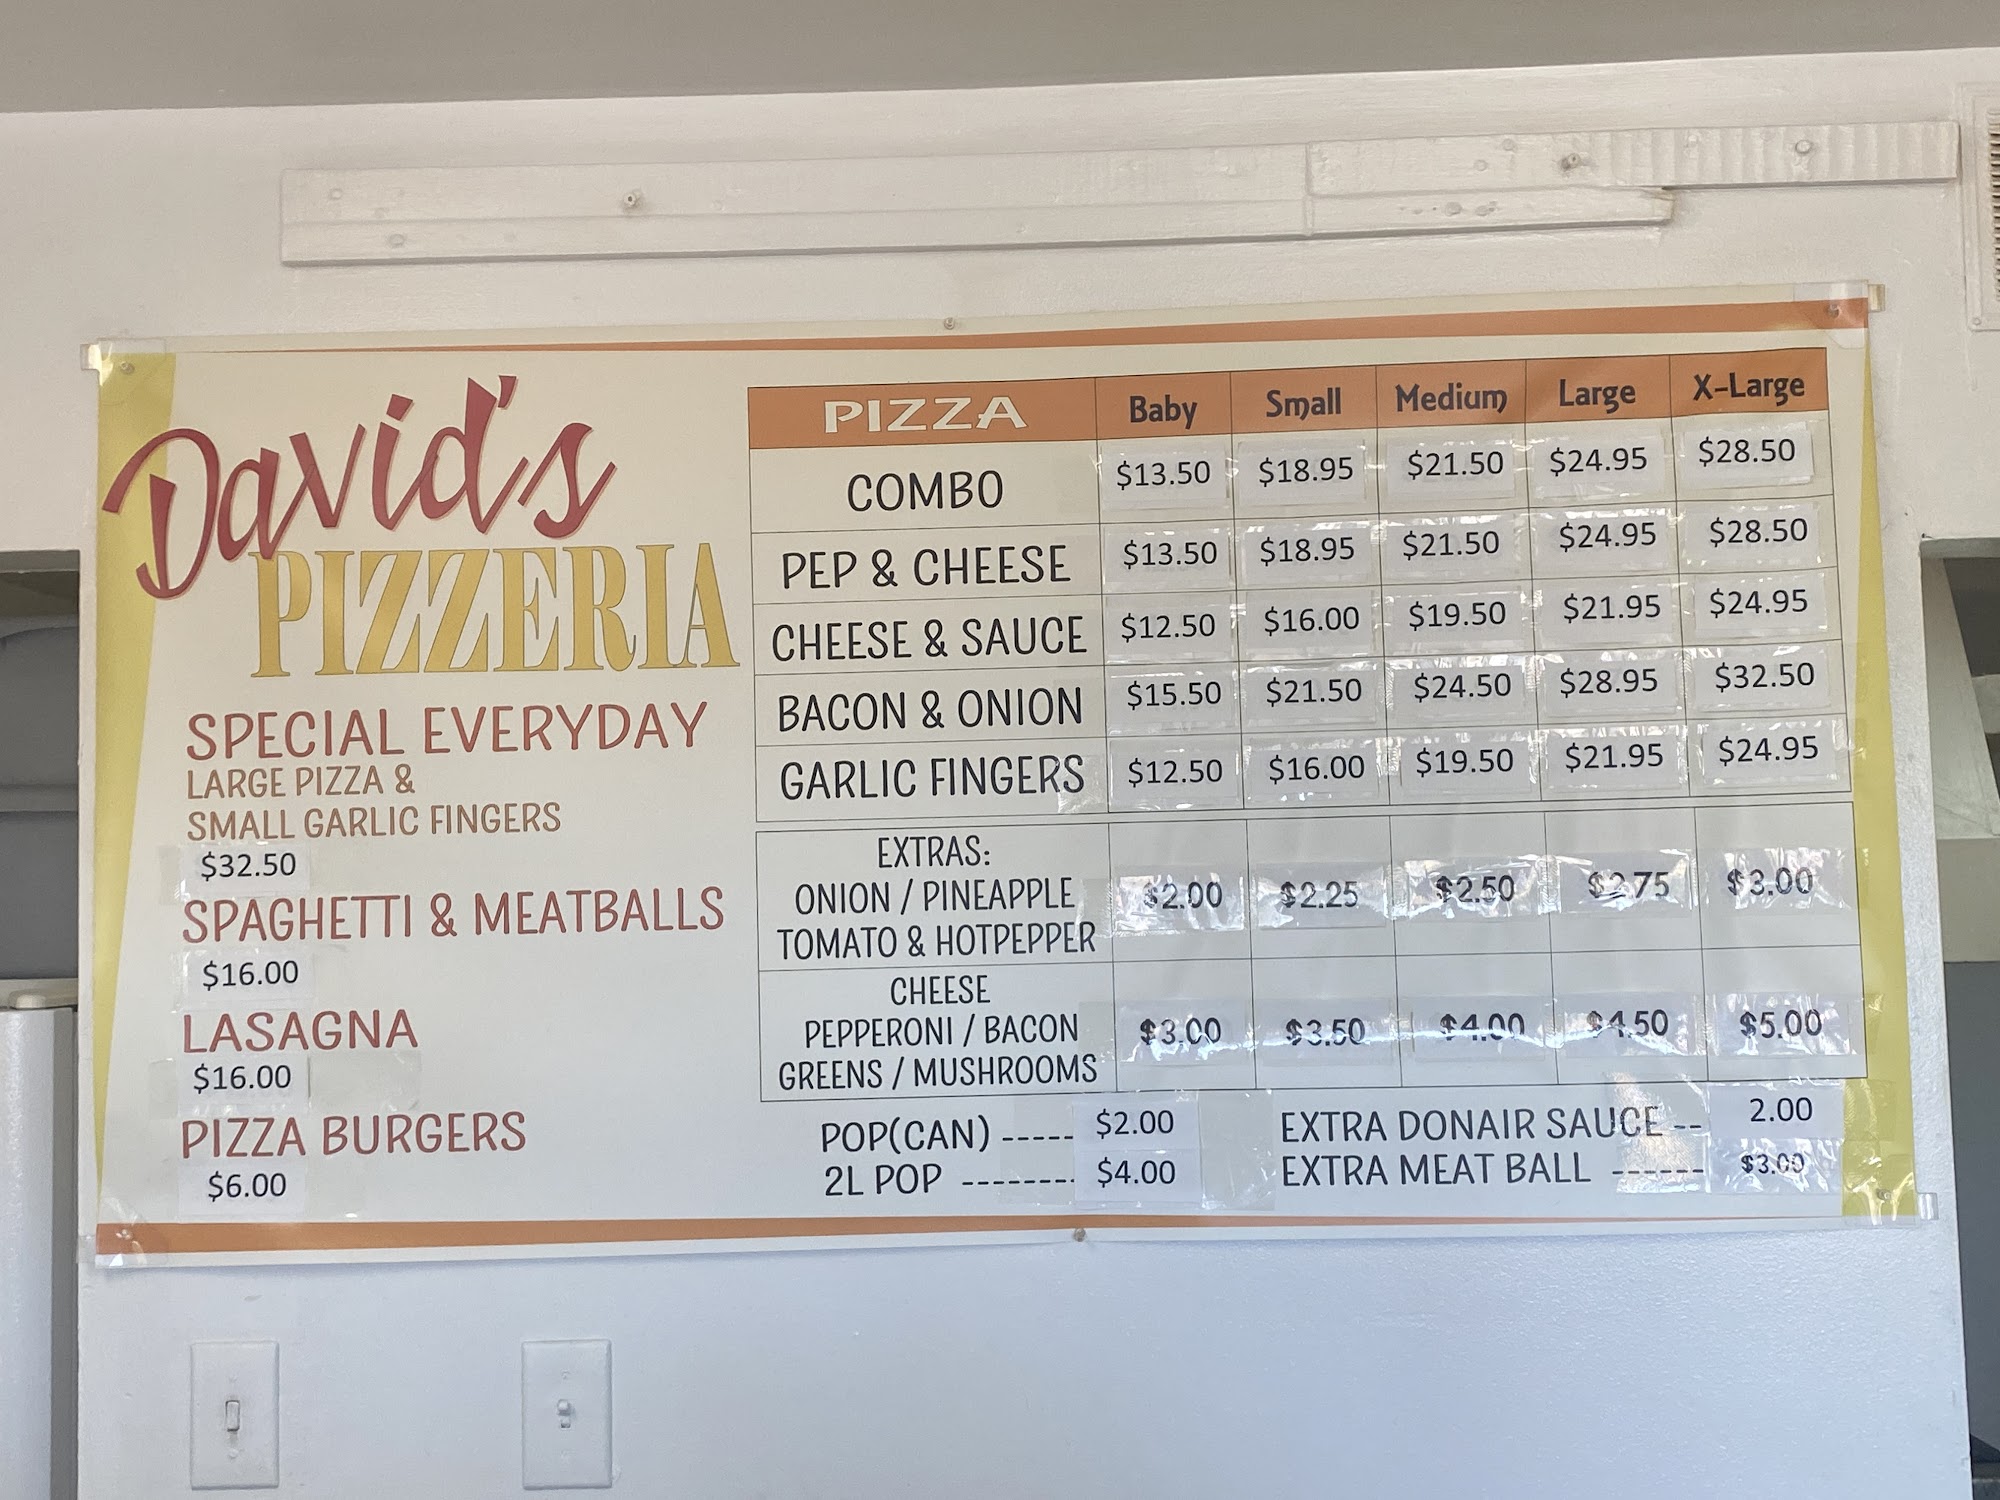 David's
PIZZERIA
SPECIAL EVERYDAY
LARGE PIZZA &
SMALL GARLIC FINGERS
$32.50
SPAGHETTI & MEATBALLS
$16.00
LASAGNA
$16.00
PIZZA BURGERS
$6.00
PIZZA Baby Small Medium Large X-Large
COMBO $13.50 $18.95 $21.50 $24.95 $28.50
PEP & CHEESE $13.50 $18.95 $21.50 $24.95 $28.50
CHEESE & SAUCE $12.50 $16.00 $19.50 $21.95 $24.95
BACON & ONION $15.50 $21.50 $24.50 $28.95 $32.50
GARLIC FINGERS $12.50 $16.00 $19.50 $21.95 $24.95
EXTRAS:
ONION / PINEAPPLE $2.00 $2.25 $2.50 $2.75 $3.00
TOMATO & HOTPEPPER
CHEESE
PEPPERONI / BACON $3.00 $3.50 $4.00 $4.50 $5.00
GREENS / MUSHROOMS
POP(CAN) ----- $2.00 EXTRA DONAIR SAUCE -- 2.00
2L POP -------- $4.00 EXTRA MEAT BALL ------ $3.00